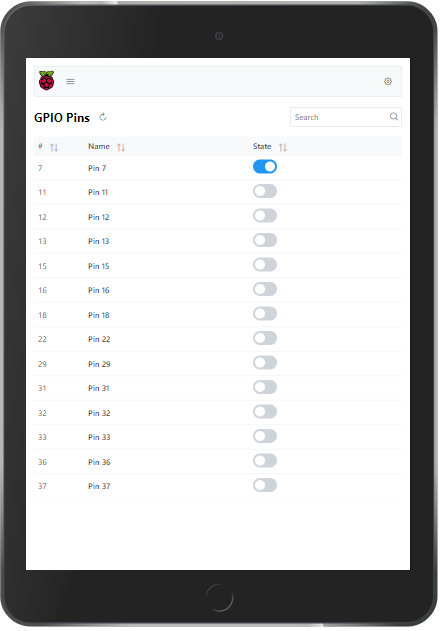 GPIO Pins
Search
# Name State
7 Pin 7
11 Pin 11
12 Pin 12
13 Pin 13
15 Pin 15
16 Pin 16
18 Pin 18
22 Pin 22
29 Pin 29
31 Pin 31
32 Pin 32
33 Pin 33
36 Pin 36
37 Pin 37